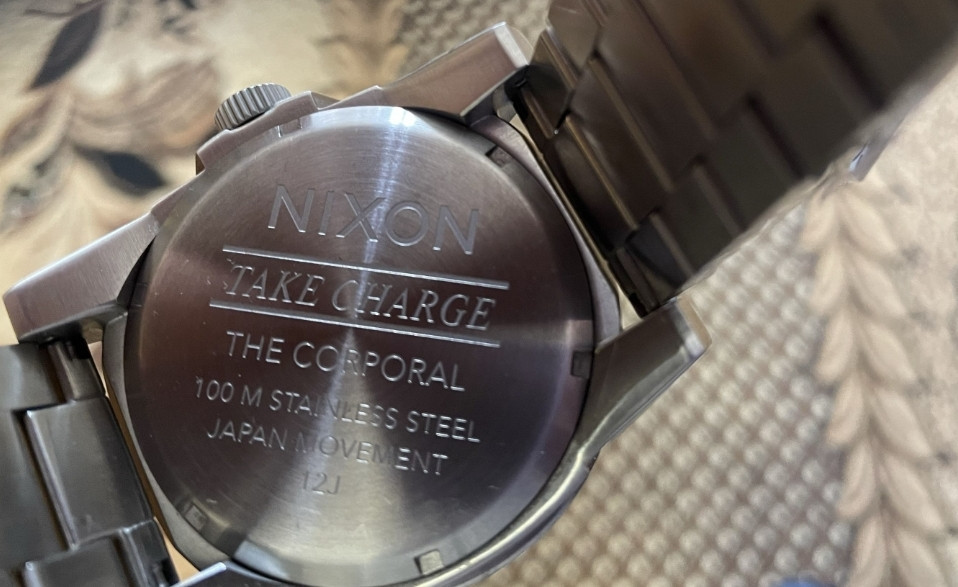 NIXON
TAKE CHARGE
THE CORPORAL
100 M STAINLESS STEEL
JAPAN MOVEMENT
12J